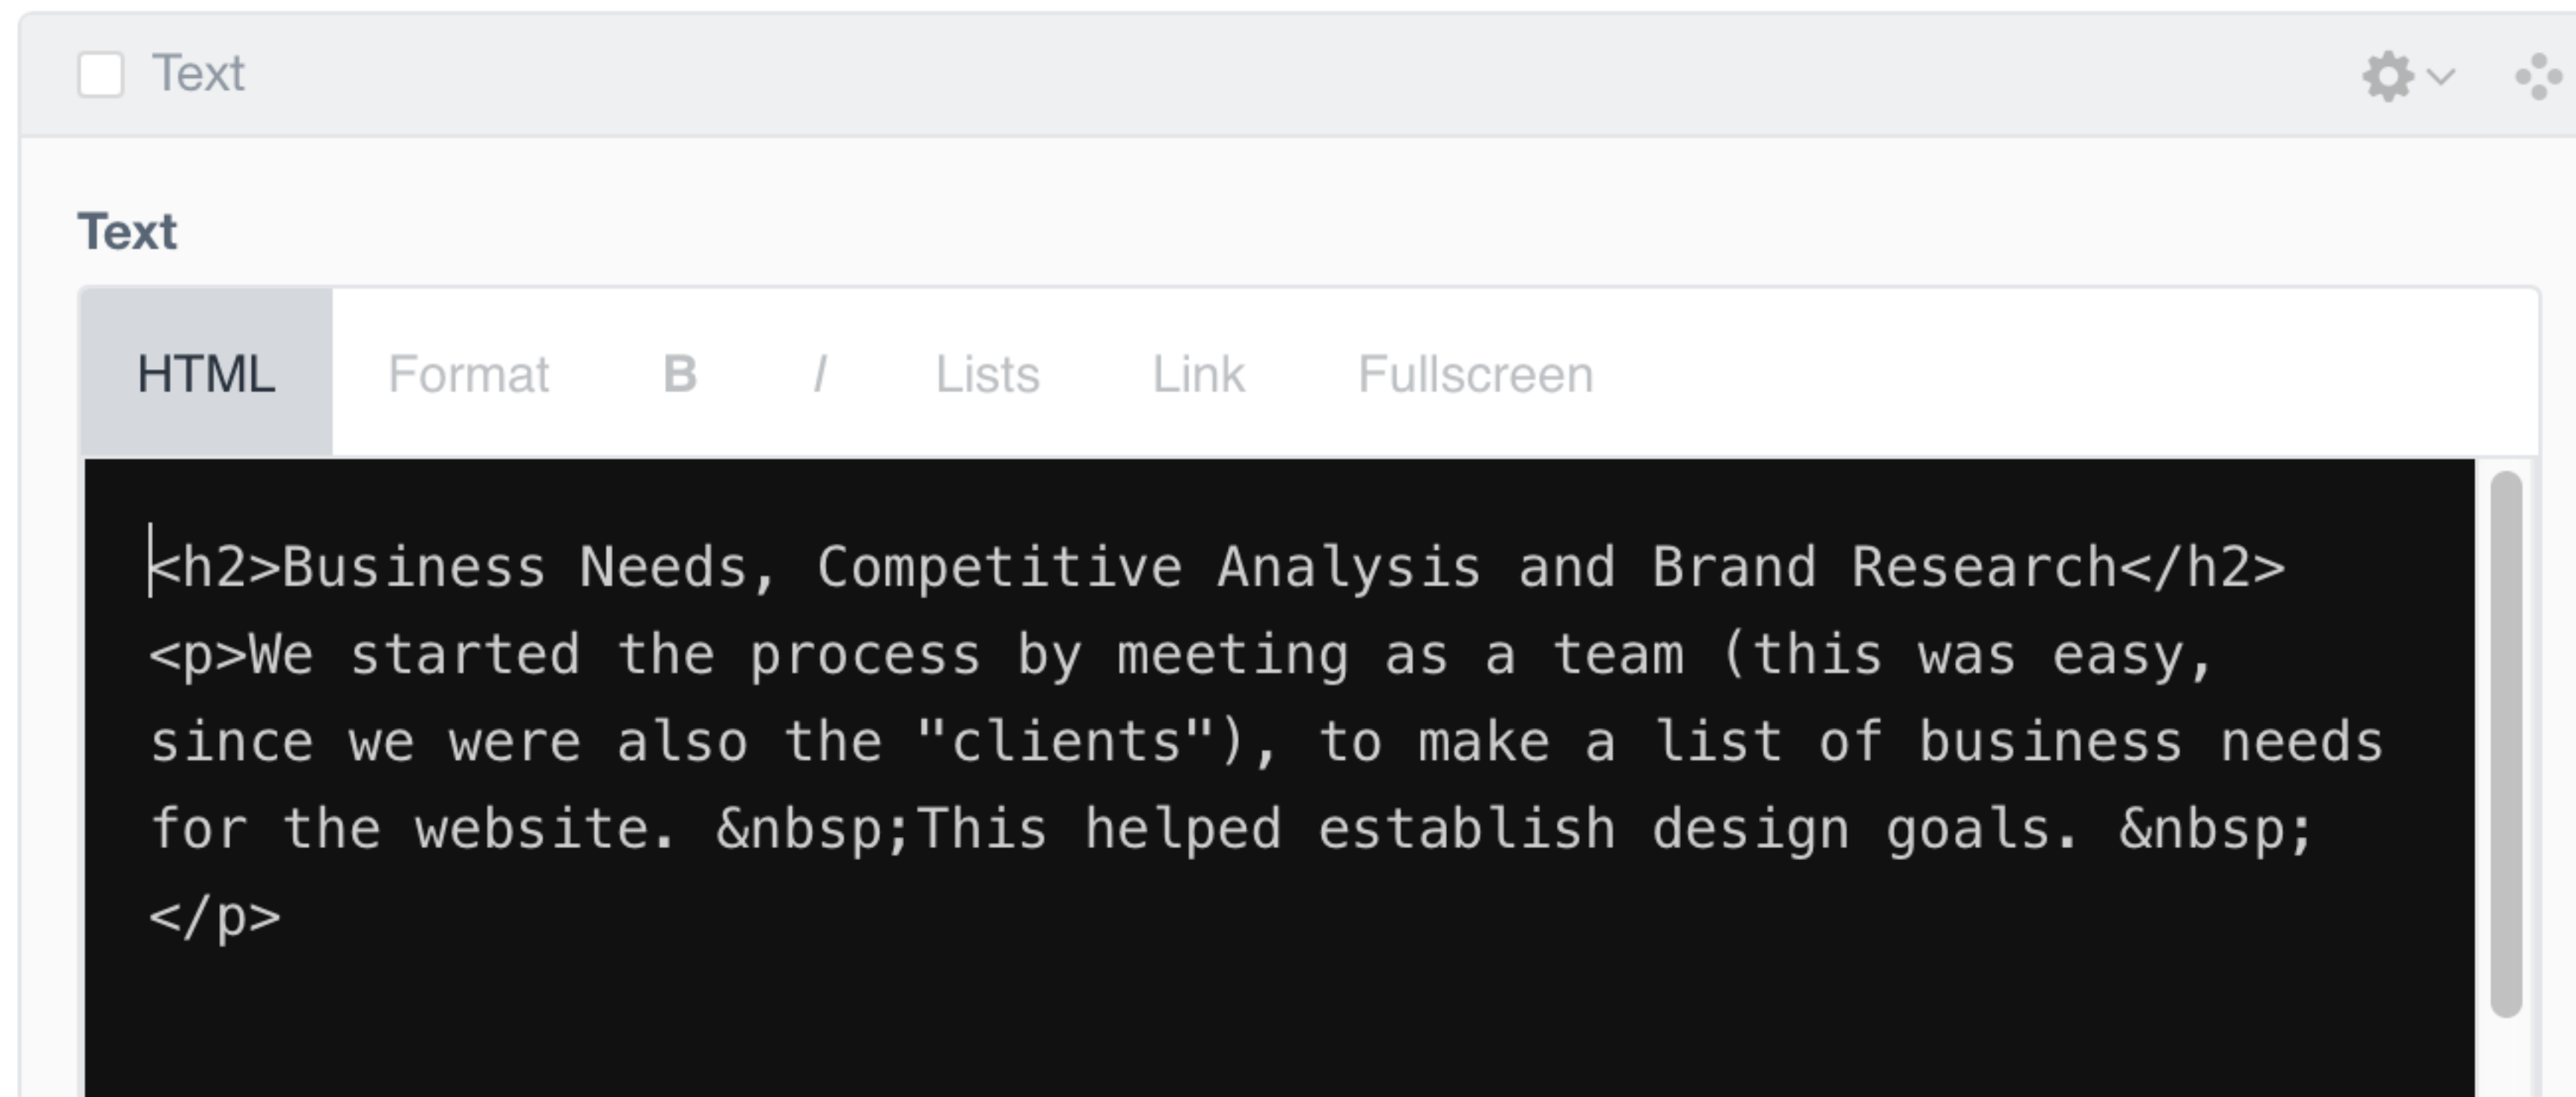 Text
Text
HTML Format B I Lists Link Fullscreen
<h2>Business Needs, Competitive Analysis and Brand Research</h2>
<p>We started the process by meeting as a team (this was easy,
since we were also the "clients"), to make a list of business needs
for the website. &nbsp;This helped establish design goals. &nbsp;
</p>